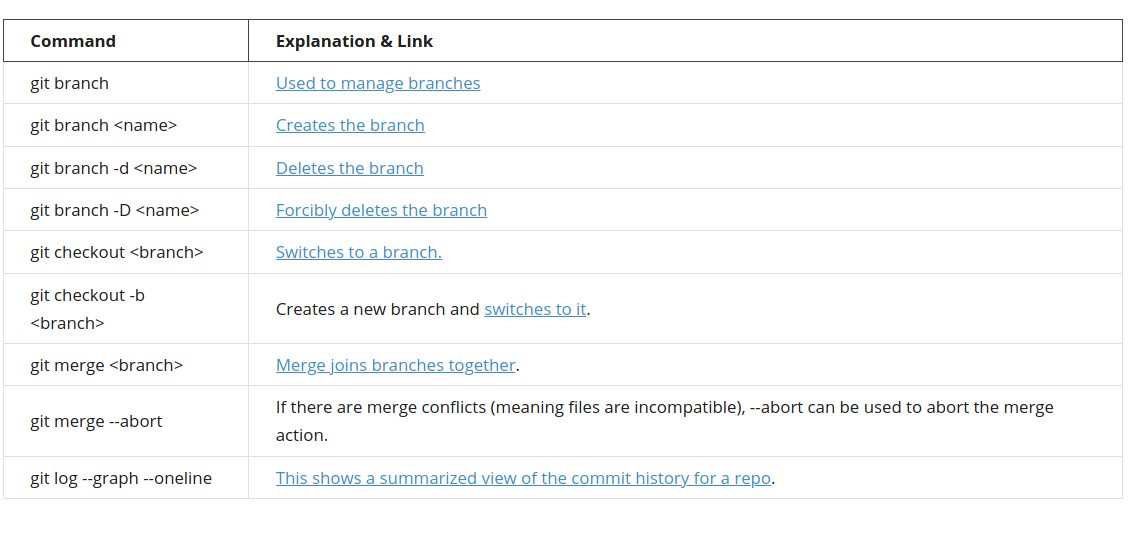 Command Explanation & Link
git branch Used to manage branches
git branch <name> Creates the branch
git branch -d <name> Deletes the branch
git branch -D <name> Forcibly deletes the branch
git checkout <branch> Switches to a branch.
git checkout -b
<branch>
Creates a new branch and switches to it.
git merge <branch> Merge joins branches together.
git merge --abort
If there are merge conflicts (meaning files are incompatible), --abort can be used to abort the merge
action.
git log --graph --oneline This shows a summarized view of the commit history for a repo.